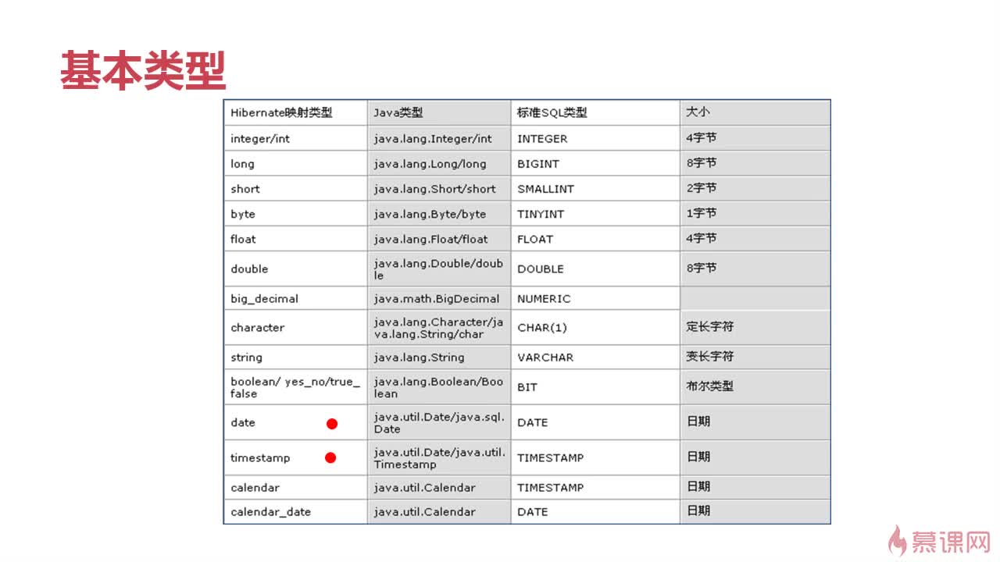 基本类型
Hibernate映射类型 Java类型 标准SQL类型 大小
integer/int java.lang.Integer/int INTEGER 4字节
long java.lang.Long/long BIGINT 8字节
short java.lang.Short/short SMALLINT 2字节
byte java.lang.Byte/byte TINYINT 1字节
float java.lang.Float/float FLOAT 4字节
double java.lang.Double/doub
le DOUBLE 8字节
big_decimal java.math.BigDecimal NUMERIC
character java.lang.Character/ja
va.lang.String/char CHAR(1) 定长字符
string java.lang.String VARCHAR 变长字符
boolean/ yes_no/true_
false java.lang.Boolean/Boo
lean BIT 布尔类型
date java.util.Date/java.sql.
Date DATE 日期
timestamp java.util.Date/java.util.
Timestamp TIMESTAMP 日期
calendar java.util.Calendar TIMESTAMP 日期
calendar_date java.util.Calendar DATE 日期
慕课网